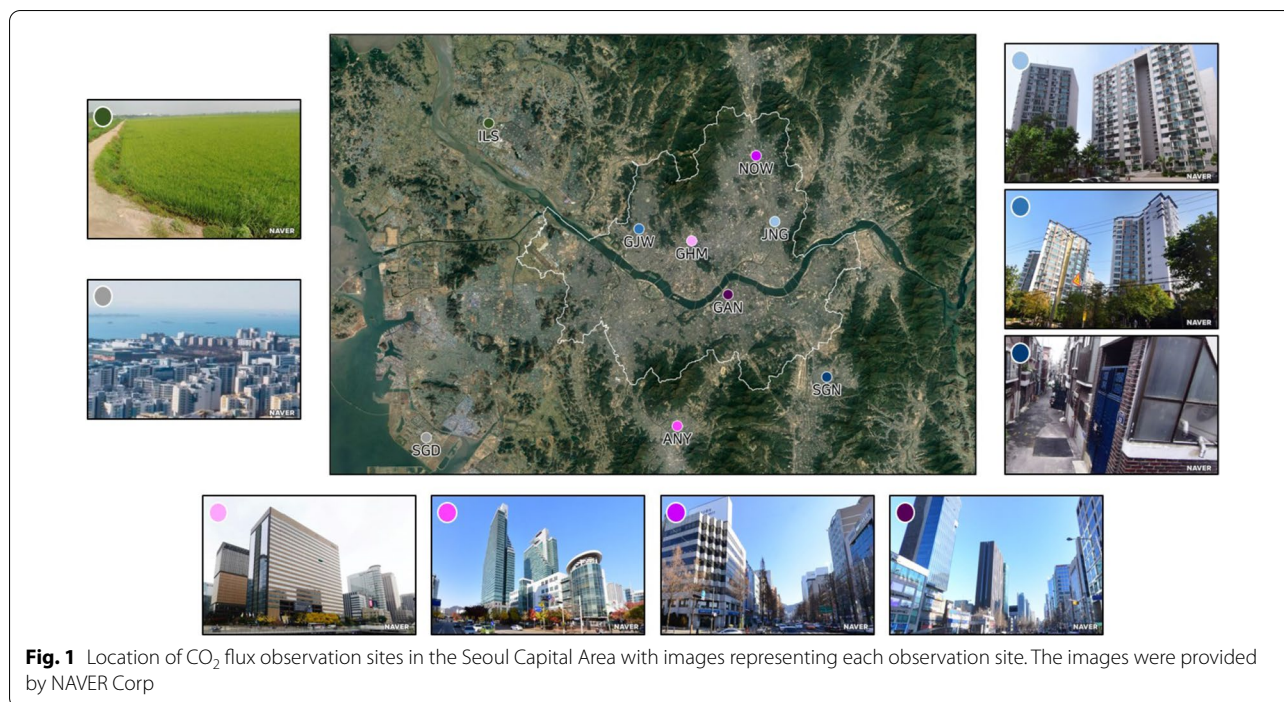 NAVER
ILS
NOW
GJW
GHM
JNG
GAN
SGN
ANY
SGD
NAVER
NAVER
NAVER
NAVER
NAVER
NAVER
NAVER
NAVER
Fig. 1 Location of CO₂ flux observation sites in the Seoul Capital Area with images representing each observation site. The images were provided
by NAVER Corp